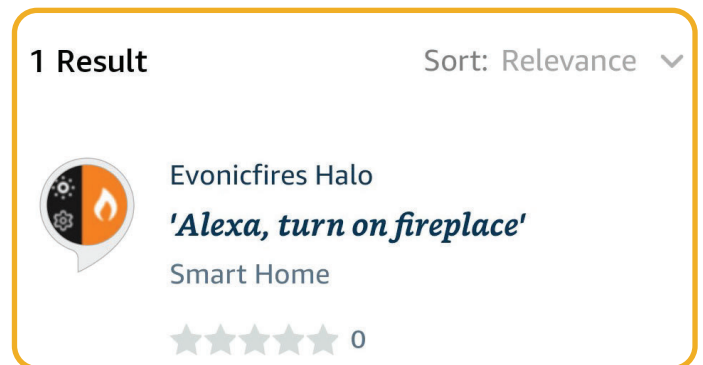 1 Result
Sort: Relevance
Evonicfires Halo
'Alexa, turn on fireplace'
Smart Home
0